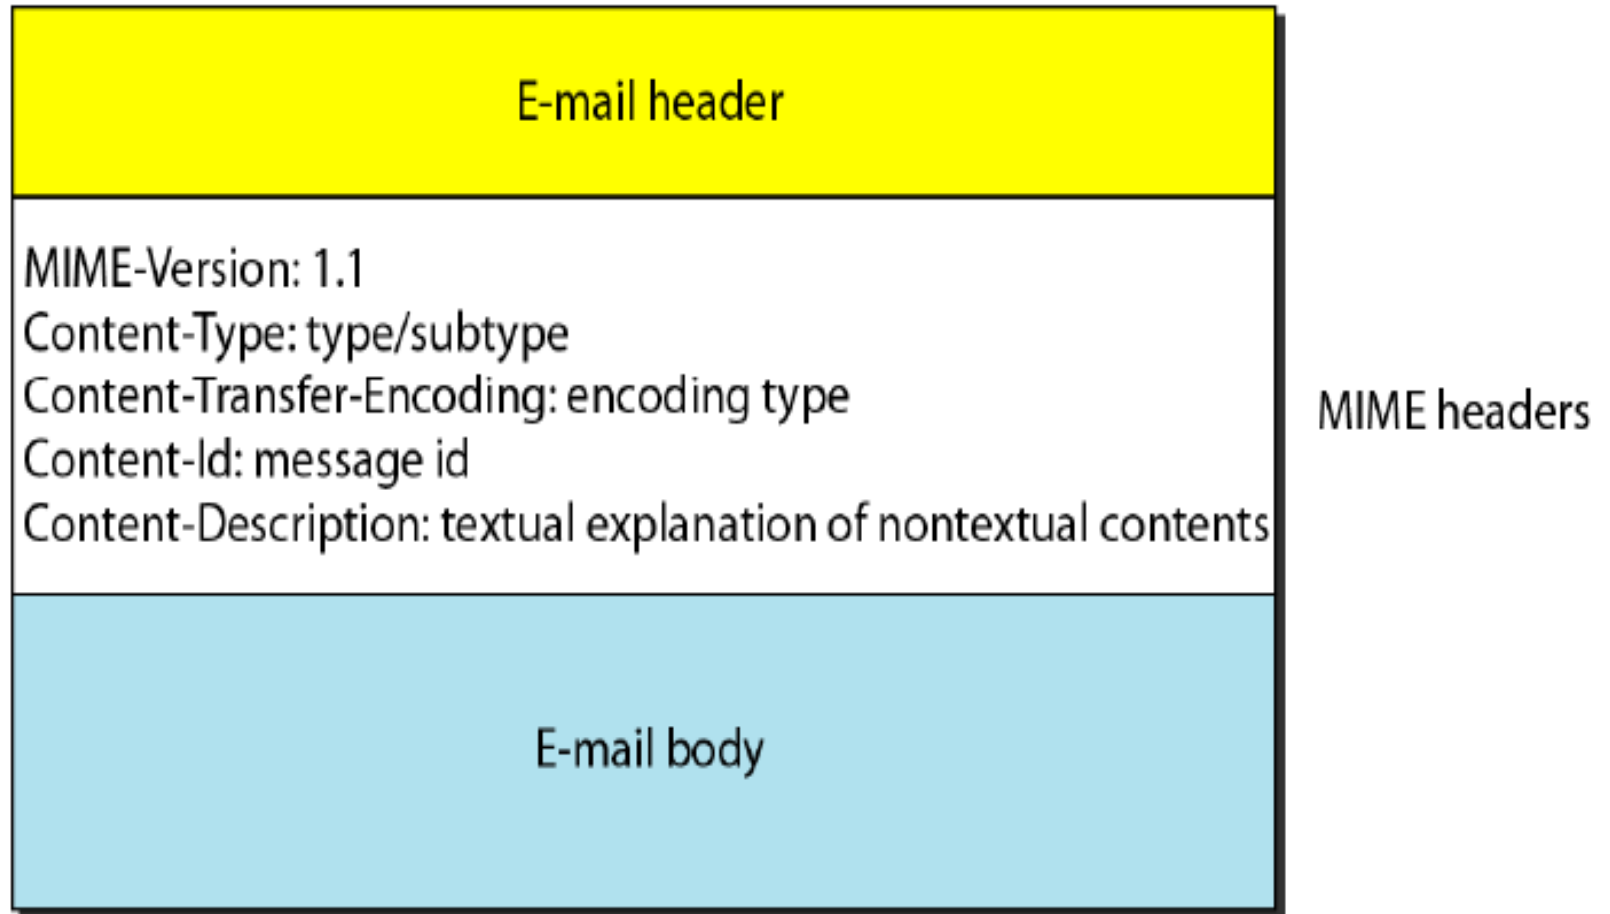 E-mail header
MIME-Version: 1.1
Content-Type: type/subtype
Content-Transfer-Encoding: encoding type
Content-Id: message id
Content-Description: textual explanation of nontextual contents
MIME headers
E-mail body